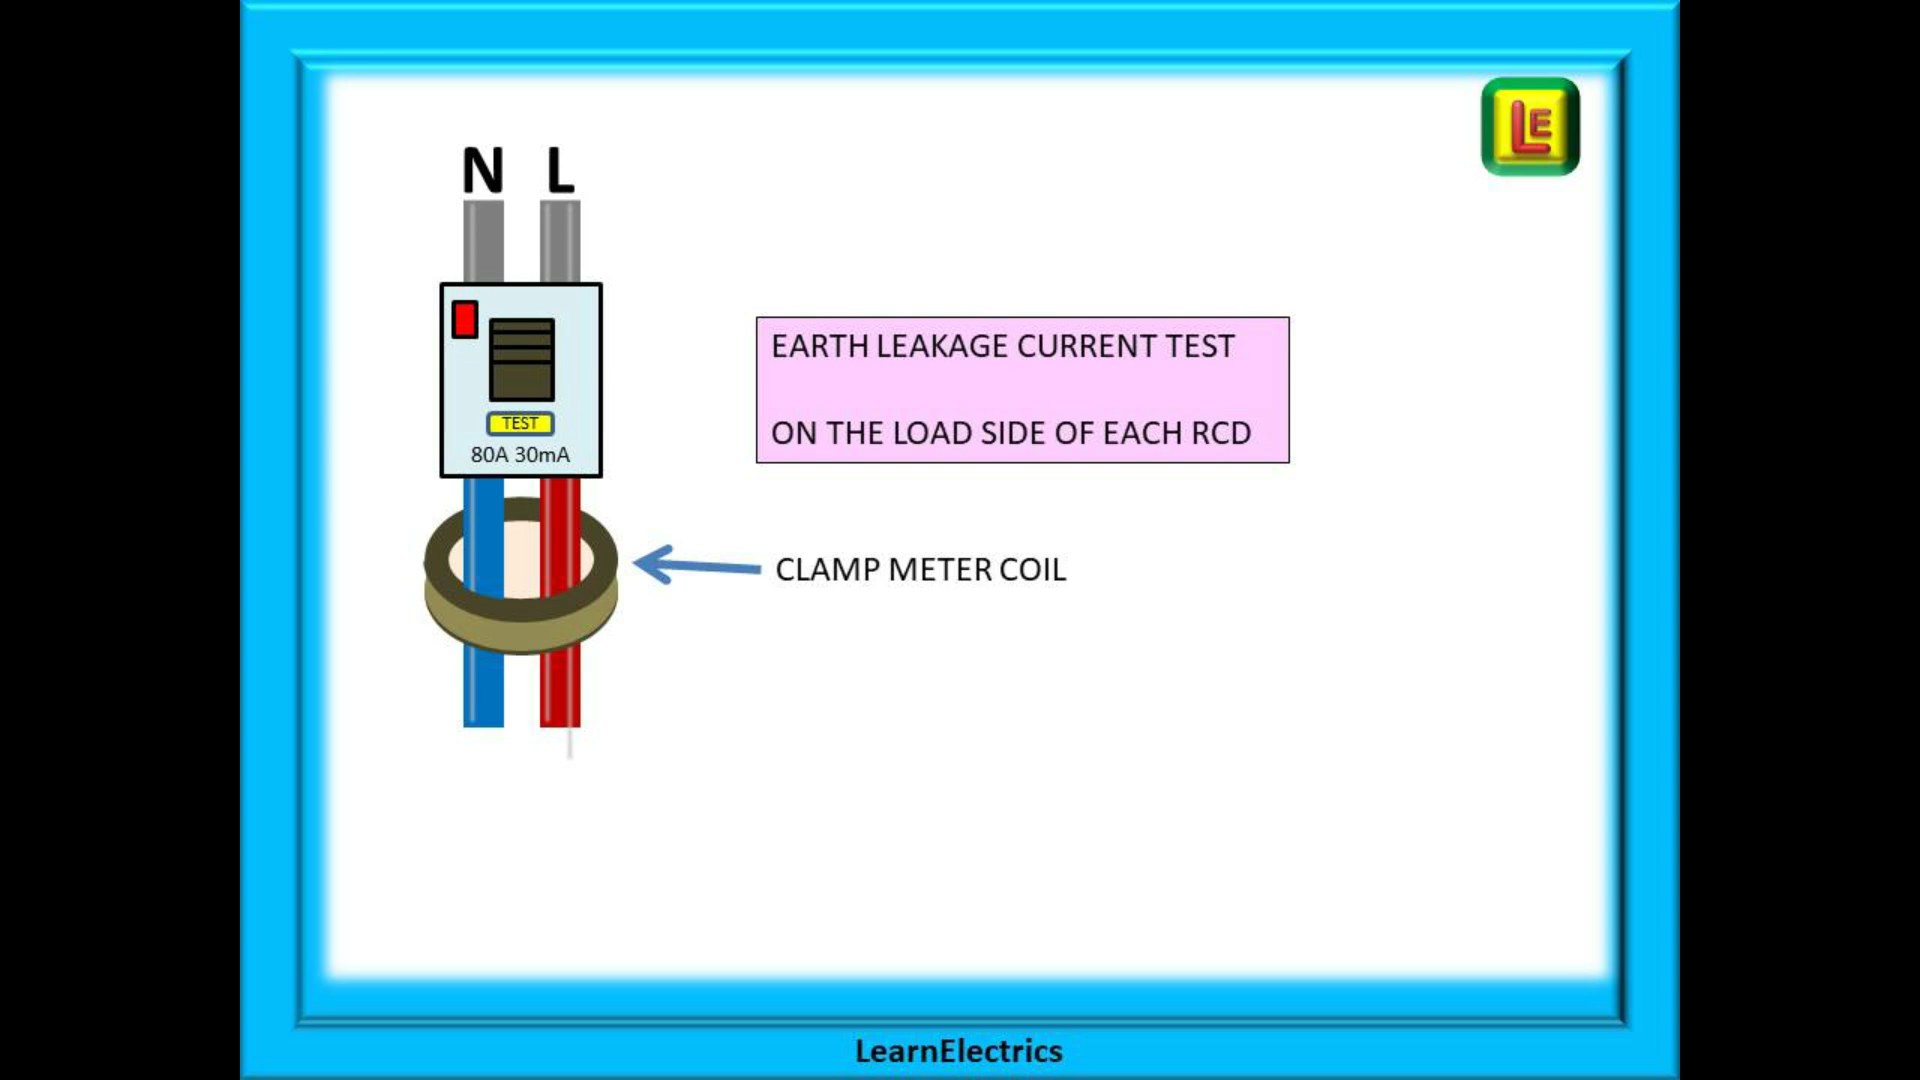 N L
LE
EARTH LEAKAGE CURRENT TEST
ON THE LOAD SIDE OF EACH RCD
TEST
80A 30mA
CLAMP METER COIL
LearnElectrics